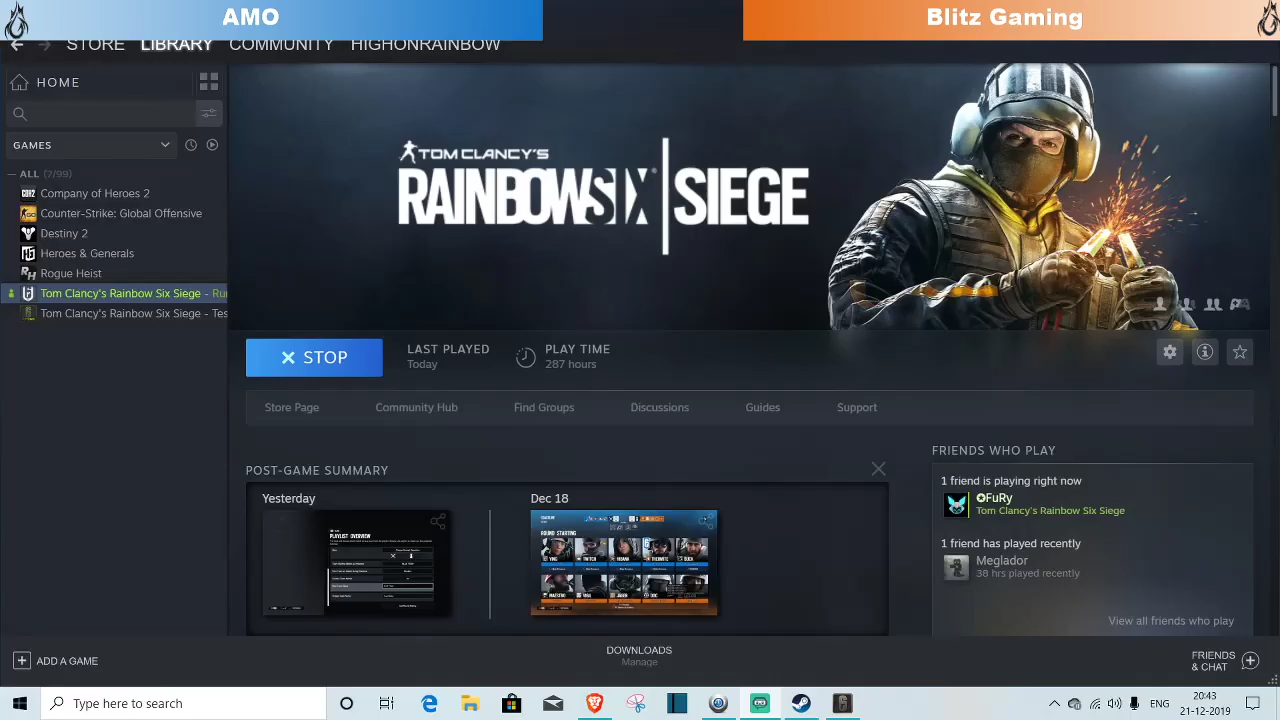 AMO
Blitz Gaming
STORE LIBRARY COMMUNITY HIGHONRAINBOW
HOME
GAMES
ALL (7/99)
Company of Heroes 2
Counter-Strike: Global Offensive
Destiny 2
Heroes & Generals
Rogue Heist
Tom Clancy's Rainbow Six Siege - Ru
Tom Clancy's Rainbow Six Siege - Tes
TOM CLANCY'S
RAINBOW SIX SIEGE
STOP
LAST PLAYED
Today
PLAY TIME
287 hours
Store Page Community Hub Find Groups Discussions Guides Support
POST-GAME SUMMARY
Yesterday
Dec 18
PLAYLIST OVERVIEW
ROUND STARTING
FRIENDS WHO PLAY
1 friend is playing right now
✪FuRy
Tom Clancy's Rainbow Six Siege
1 friend has played recently
Meglador
38 hrs played recently
View all friends who play
ADD A GAME
DOWNLOADS
Manage
FRIENDS
& CHAT
Type here to search
ENG
20:43
21-12-2019